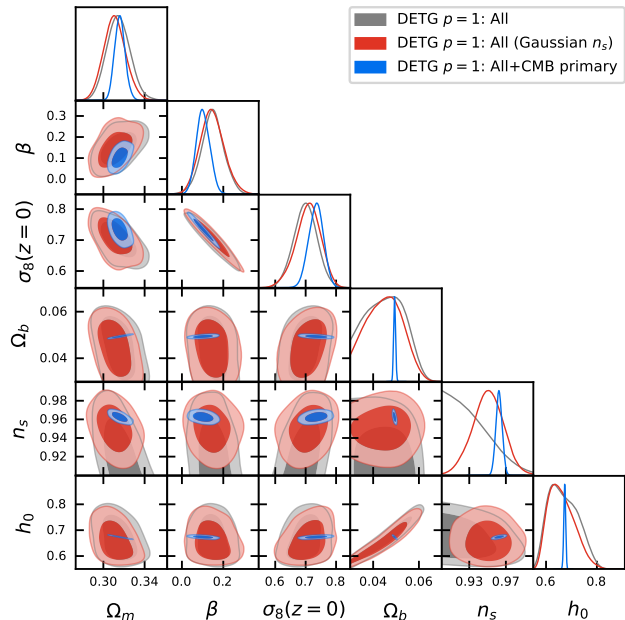 DETG p = 1: All
DETG p = 1: All (Gaussian n_s)
DETG p = 1: All+CMB primary
β
0.3
0.2
0.1
0.0
σ_8(z = 0)
0.8
0.7
0.6
Ω_b
0.06
0.04
n_s
0.98
0.96
0.94
0.92
h_0
0.8
0.7
0.6
0.30 0.34 0.0 0.2 0.6 0.7 0.8 0.04 0.06 0.93 0.97 0.6 0.8
Ω_m β σ_8(z = 0) Ω_b n_s h_0